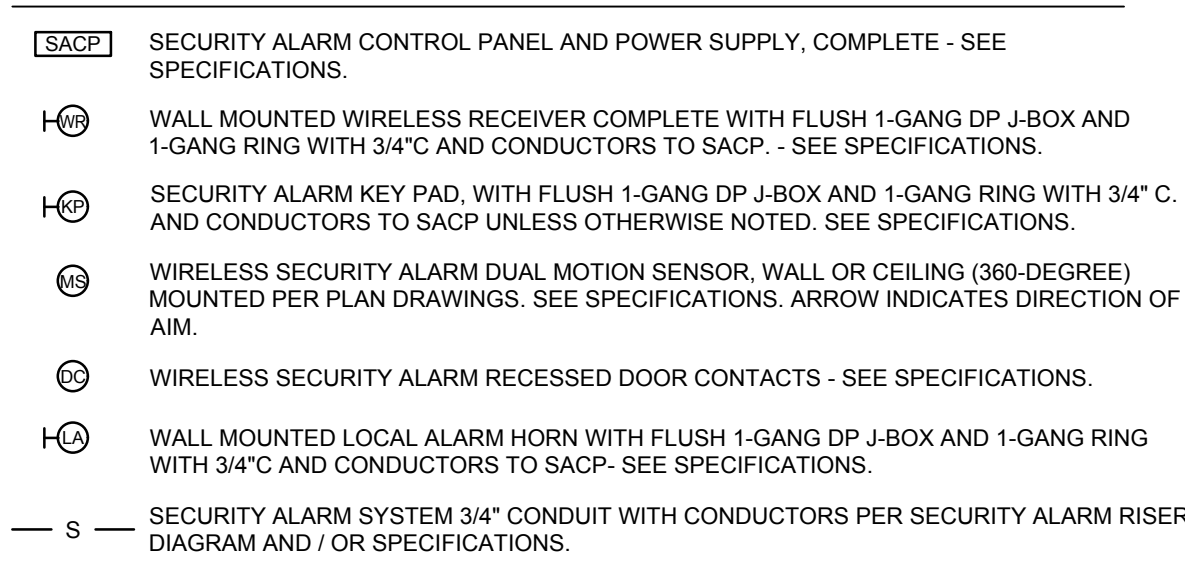 SACP SECURITY ALARM CONTROL PANEL AND POWER SUPPLY, COMPLETE - SEE
SPECIFICATIONS.
WR WALL MOUNTED WIRELESS RECEIVER COMPLETE WITH FLUSH 1-GANG DP J-BOX AND
1-GANG RING WITH 3/4"C AND CONDUCTORS TO SACP. - SEE SPECIFICATIONS.
KP SECURITY ALARM KEY PAD, WITH FLUSH 1-GANG DP J-BOX AND 1-GANG RING WITH 3/4" C.
AND CONDUCTORS TO SACP UNLESS OTHERWISE NOTED. SEE SPECIFICATIONS.
MS WIRELESS SECURITY ALARM DUAL MOTION SENSOR, WALL OR CEILING (360-DEGREE)
MOUNTED PER PLAN DRAWINGS. SEE SPECIFICATIONS. ARROW INDICATES DIRECTION OF
AIM.
DC WIRELESS SECURITY ALARM RECESSED DOOR CONTACTS - SEE SPECIFICATIONS.
LA WALL MOUNTED LOCAL ALARM HORN WITH FLUSH 1-GANG DP J-BOX AND 1-GANG RING
WITH 3/4"C AND CONDUCTORS TO SACP- SEE SPECIFICATIONS.
S SECURITY ALARM SYSTEM 3/4" CONDUIT WITH CONDUCTORS PER SECURITY ALARM RISER
DIAGRAM AND / OR SPECIFICATIONS.